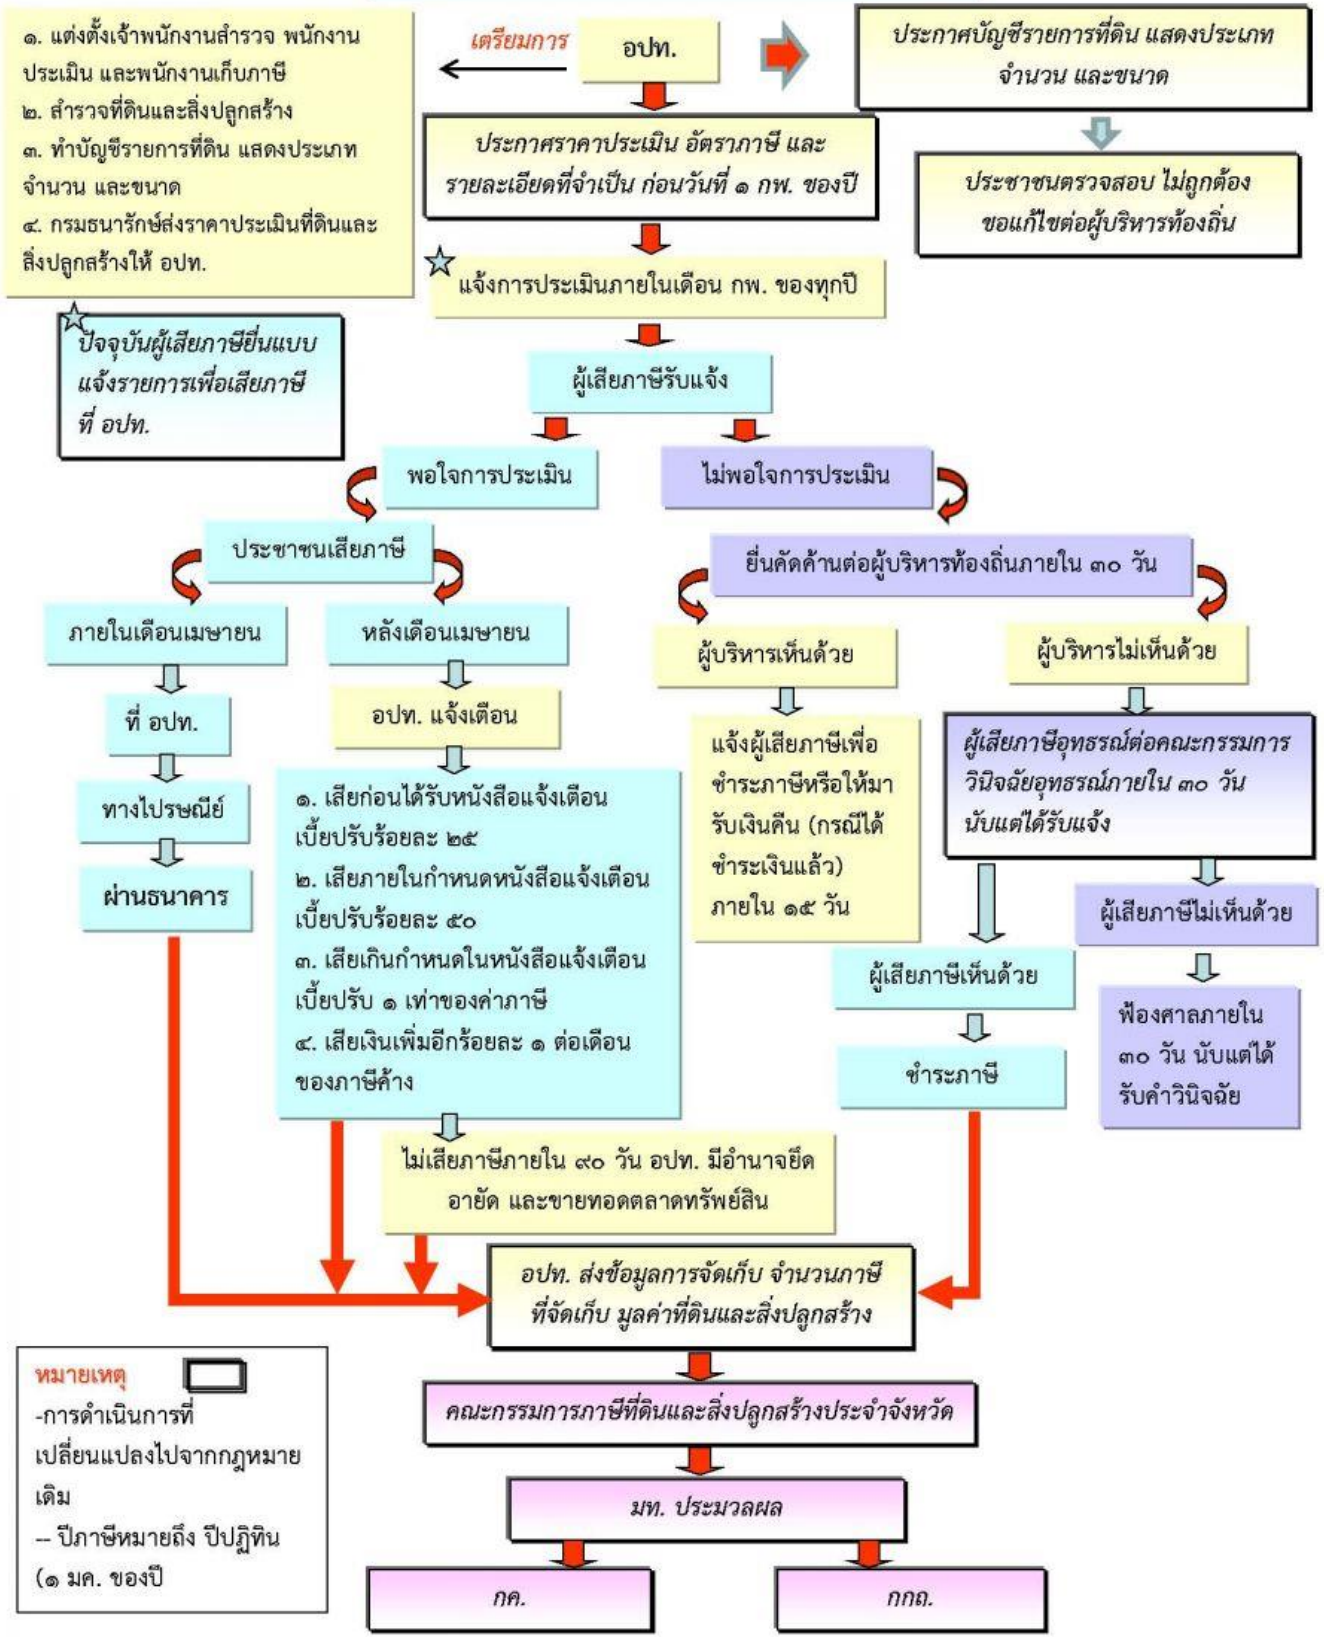 ๑. แต่งตั้งเจ้าพนักงานสำรวจ พนักงาน
ประเมิน และพนักงานเก็บภาษี
๒. สำรวจที่ดินและสิ่งปลูกสร้าง
๓. ทำบัญชีรายการที่ดิน แสดงประเภท
จำนวน และขนาด
๔. กรมธนารักษ์ส่งราคาประเมินที่ดินและ
สิ่งปลูกสร้างให้ อปท.
เตรียมการ
อปท.
ประกาศบัญชีรายการที่ดิน แสดงประเภท
จำนวน และขนาด
ประกาศราคาประเมิน อัตราภาษี และ
รายละเอียดที่จำเป็น ก่อนวันที่ ๑ กพ. ของปี
ประชาชนตรวจสอบ ไม่ถูกต้อง
ขอแก้ไขต่อผู้บริหารท้องถิ่น
แจ้งการประเมินภายในเดือน กพ. ของทุกปี
ปัจจุบันผู้เสียภาษียื่นแบบ
แจ้งรายการเพื่อเสียภาษี
ที่ อปท.
ผู้เสียภาษีรับแจ้ง
พอใจการประเมิน
ไม่พอใจการประเมิน
ประชาชนเสียภาษี
ยื่นคัดค้านต่อผู้บริหารท้องถิ่นภายใน ๓๐ วัน
ภายในเดือนเมษายน
หลังเดือนเมษายน
ผู้บริหารเห็นด้วย
ผู้บริหารไม่เห็นด้วย
ที่ อปท.
อปท. แจ้งเตือน
แจ้งผู้เสียภาษีเพื่อ
ชำระภาษีหรือให้มา
รับเงินคืน (กรณีได้
ชำระเงินแล้ว)
ภายใน ๑๕ วัน
ผู้เสียภาษีอุทธรณ์ต่อคณะกรรมการ
วินิจฉัยอุทธรณ์ภายใน ๓๐ วัน
นับแต่ได้รับแจ้ง
ทางไปรษณีย์
ผ่านธนาคาร
๑. เสียก่อนได้รับหนังสือแจ้งเตือน
เบี้ยปรับร้อยละ ๒๕
๒. เสียภายในกำหนดหนังสือแจ้งเตือน
เบี้ยปรับร้อยละ ๕๐
๓. เสียเกินกำหนดในหนังสือแจ้งเตือน
เบี้ยปรับ ๑ เท่าของค่าภาษี
๔. เสียเงินเพิ่มอีกร้อยละ ๑ ต่อเดือน
ของภาษีค้าง
ผู้เสียภาษีไม่เห็นด้วย
ผู้เสียภาษีเห็นด้วย
ฟ้องศาลภายใน
๓๐ วัน นับแต่ได้
รับคำวินิจฉัย
ชำระภาษี
ไม่เสียภาษีภายใน ๙๐ วัน อปท. มีอำนาจยึด
อายัด และขายทอดตลาดทรัพย์สิน
อปท. ส่งข้อมูลการจัดเก็บ จำนวนภาษี
ที่จัดเก็บ มูลค่าที่ดินและสิ่งปลูกสร้าง
หมายเหตุ
-การดำเนินการที่
เปลี่ยนแปลงไปจากกฎหมาย
เดิม
-- ปีภาษีหมายถึง ปีปฏิทิน
(๑ มค. ของปี
คณะกรรมการภาษีที่ดินและสิ่งปลูกสร้างประจำจังหวัด
มท. ประมวลผล
กค.
กกถ.